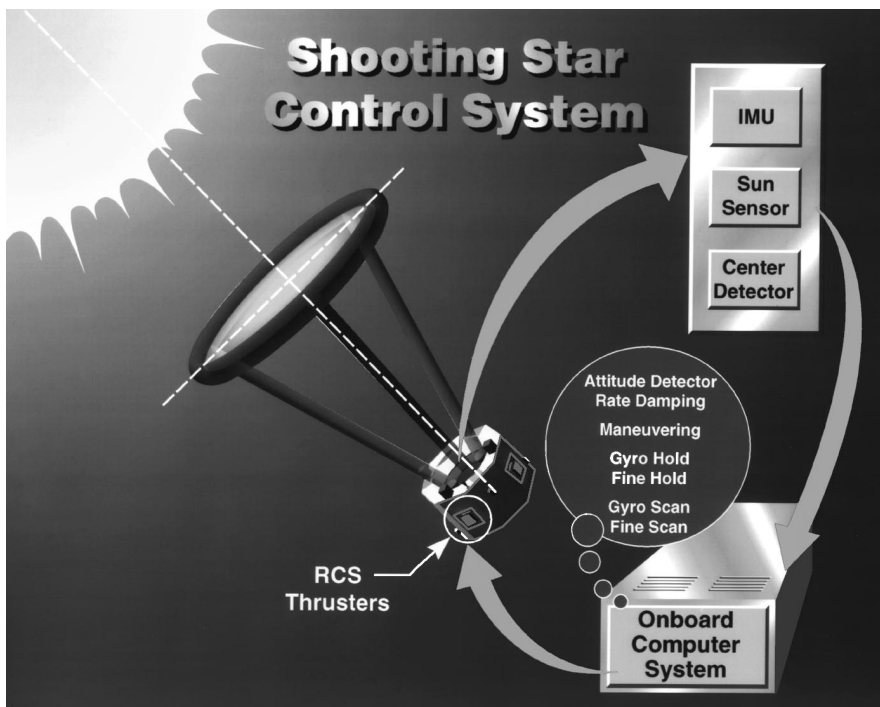 Shooting Star
Control System
IMU
Sun
Sensor
Center
Detector
Attitude Detector
Rate Damping
Maneuvering
Gyro Hold
Fine Hold
Gyro Scan
Fine Scan
RCS
Thrusters
Onboard
Computer
System